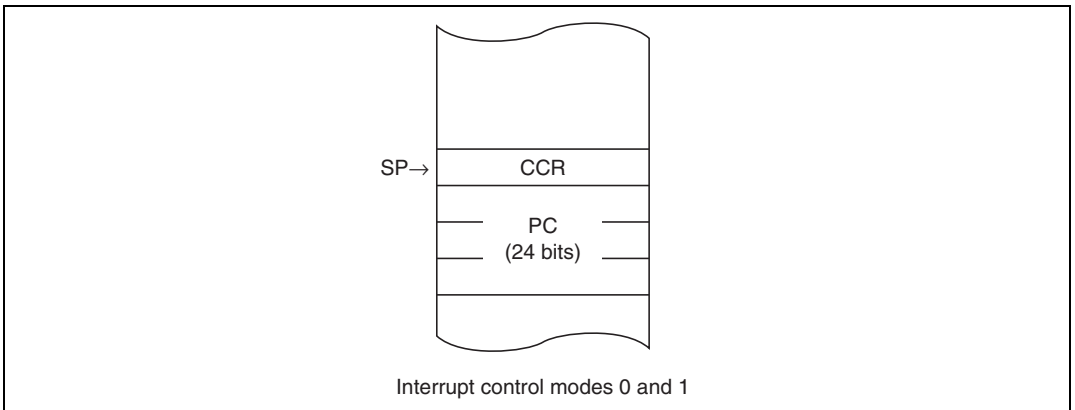 SP→ CCR
PC
(24 bits)
Interrupt control modes 0 and 1